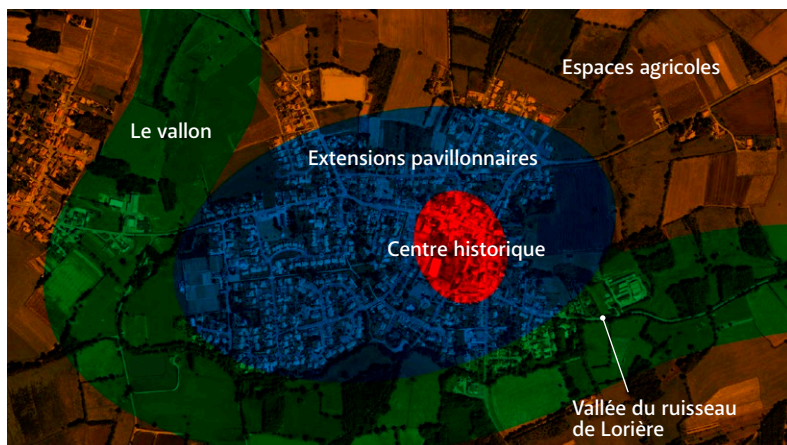 Espaces agricoles
Le vallon
Extensions pavillonnaires
Centre historique
Vallée du ruisseau
de Lorière